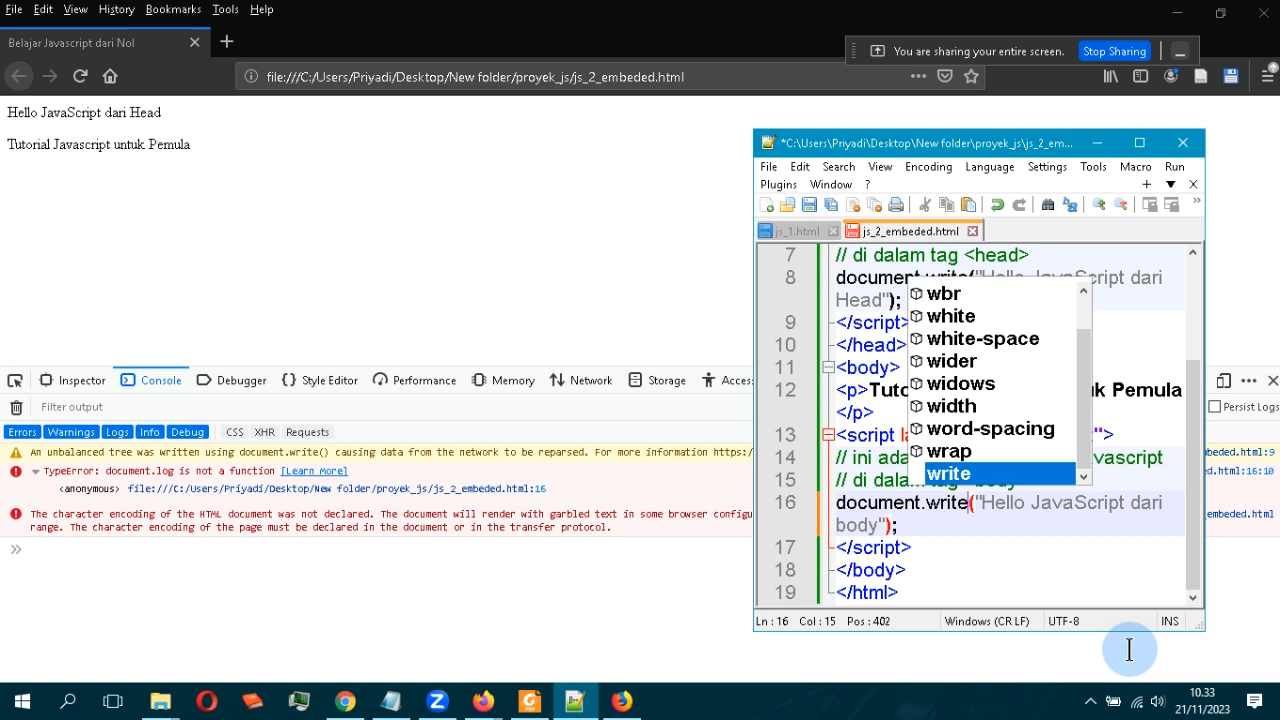 File Edit View History Bookmarks Tools Help
Belajar Javascript dari Nol
You are sharing your entire screen. Stop Sharing
file:///C:/Users/Priyadi/Desktop/New folder/proyek_js/js_2_embeded.html
Hello JavaScript dari Head
Tutorial Javascript untuk Pemula
*C:\Users\Priyadi\Desktop\New folder\proyek_js\js_2_em...
File Edit Search View Encoding Language Settings Tools Macro Run
Plugins Window ?
js_1.html js_2_embeded.html
7 // di dalam tag <head>
8 document.write("Hello JavaScript dari
Head");
9 </script>
10 </head>
11 <body>
12 <p>Tuto k Pemula
</p>
13 <script la ">
14 // ini ada vascript
15 // di dalam tag
16 document.write("Hello JavaScript dari
body");
17 </script>
18 </body>
19 </html>
wbr
white
white-space
wider
widows
width
word-spacing
wrap
write
Ln : 16 Col : 15 Pos : 402 Windows (CR LF) UTF-8 INS
Inspector Console Debugger Style Editor Performance Memory Network Storage Acces
Filter output Persist Logs
Errors Warnings Logs Info Debug CSS XHR Requests
An unbalanced tree was written using document.write() causing data from the network to be reparsed. For more information https:/ beded.html:9
TypeError: document.log is not a function [Learn More] d.html:16:10
<anonymous> file:///C:/Users/Priyadi/Desktop/New folder/proyek_js/js_2_embeded.html:16
The character encoding of the HTML document was not declared. The document will render with garbled text in some browser configu embeded.html
range. The character encoding of the page must be declared in the document or in the transfer protocol.
10.33
21/11/2023